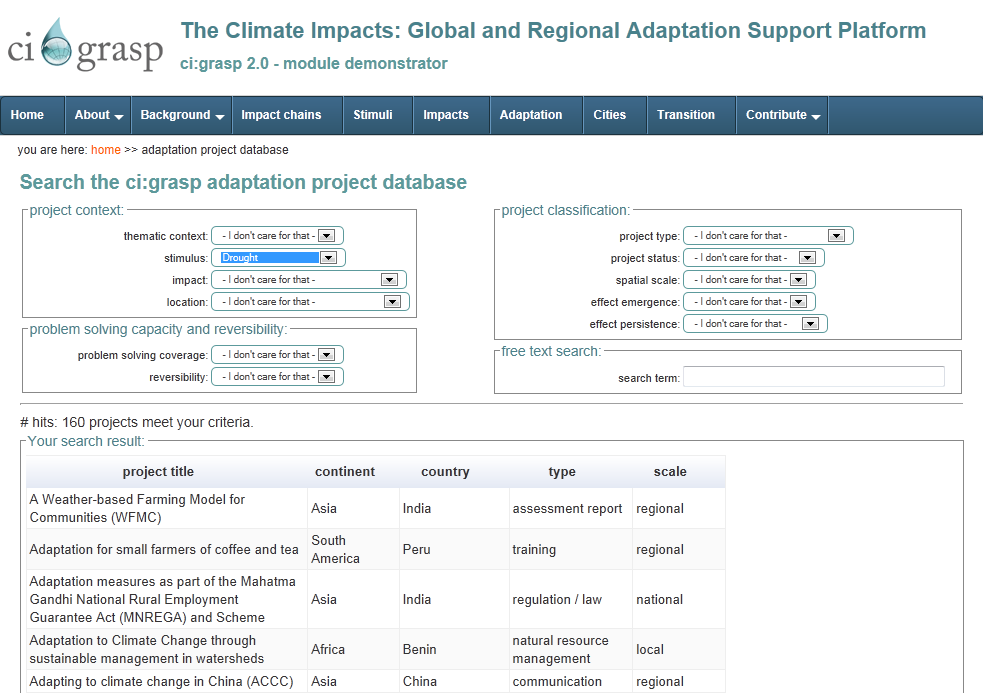 ci grasp
The Climate Impacts: Global and Regional Adaptation Support Platform
ci:grasp 2.0 - module demonstrator
Home About Background Impact chains Stimuli Impacts Adaptation Cities Transition Contribute
you are here: home >> adaptation project database
Search the ci:grasp adaptation project database
project context:
thematic context: - I don't care for that -
stimulus: Drought
impact: - I don't care for that -
location: - I don't care for that -
problem solving capacity and reversibility:
problem solving coverage: - I don't care for that -
reversibility: - I don't care for that -
project classification:
project type: - I don't care for that -
project status: - I don't care for that -
spatial scale: - I don't care for that -
effect emergence: - I don't care for that -
effect persistence: - I don't care for that -
free text search:
search term:
# hits: 160 projects meet your criteria.
Your search result:
project title continent country type scale
A Weather-based Farming Model for
Communities (WFMC)
Asia India assessment report regional
Adaptation for small farmers of coffee and tea
South
America
Peru training regional
Adaptation measures as part of the Mahatma
Gandhi National Rural Employment
Guarantee Act (MNREGA) and Scheme
Asia India regulation / law national
Adaptation to Climate Change through
sustainable management in watersheds
Africa Benin
natural resource
management
local
Adapting to climate change in China (ACCC) Asia China communication regional